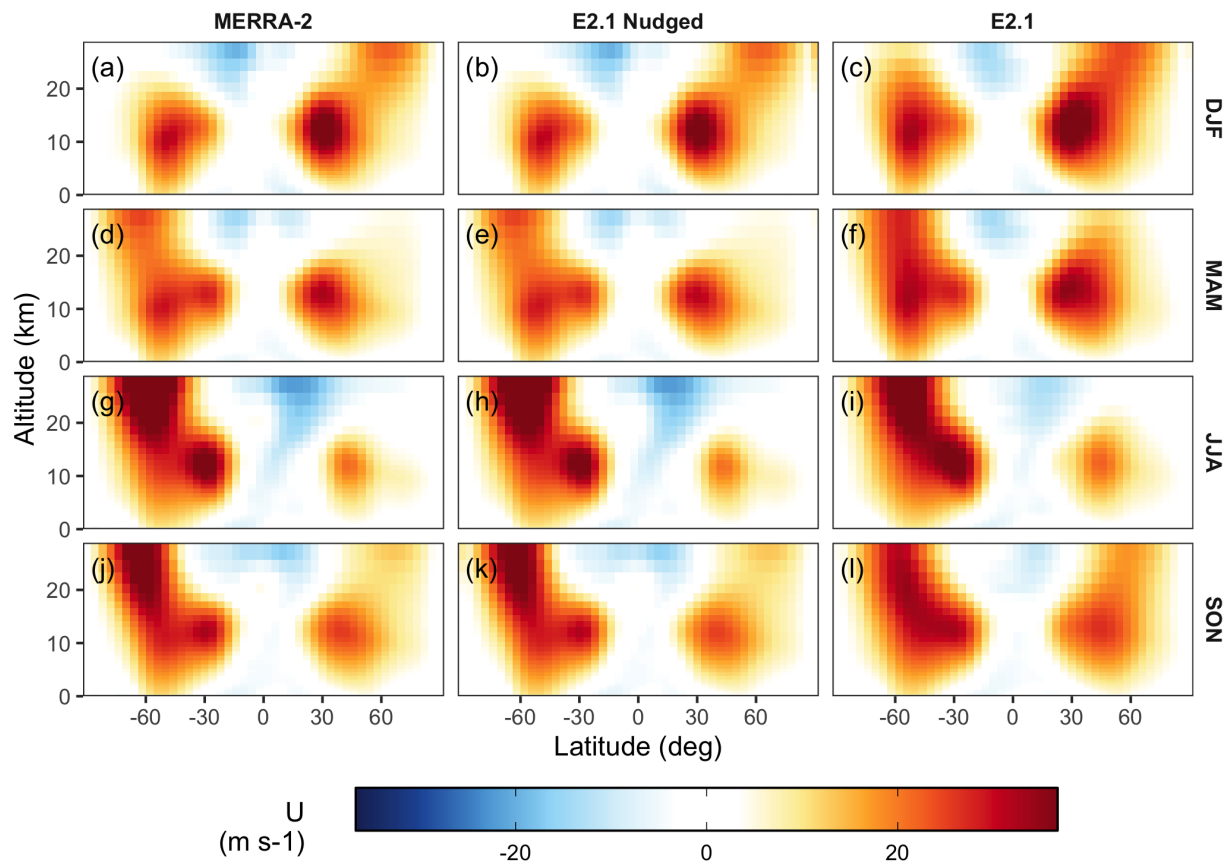 MERRA-2 E2.1 Nudged E2.1
(a) (b) (c) DJF
20
10
0
(d) (e) (f) MAM
20
10
0
(g) (h) (i) JJA
20
10
0
(j) (k) (l) SON
20
10
0
Altitude (km)
-60 -30 0 30 60 -60 -30 0 30 60 -60 -30 0 30 60
Latitude (deg)
U
(m s-1)
-20 0 20